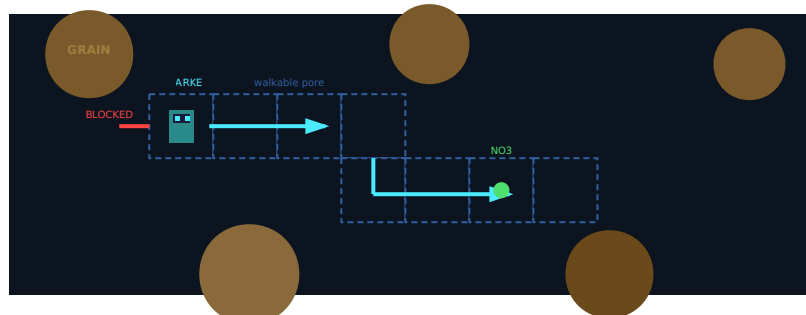 GRAIN
ARKE
walkable pore
BLOCKED
NO3